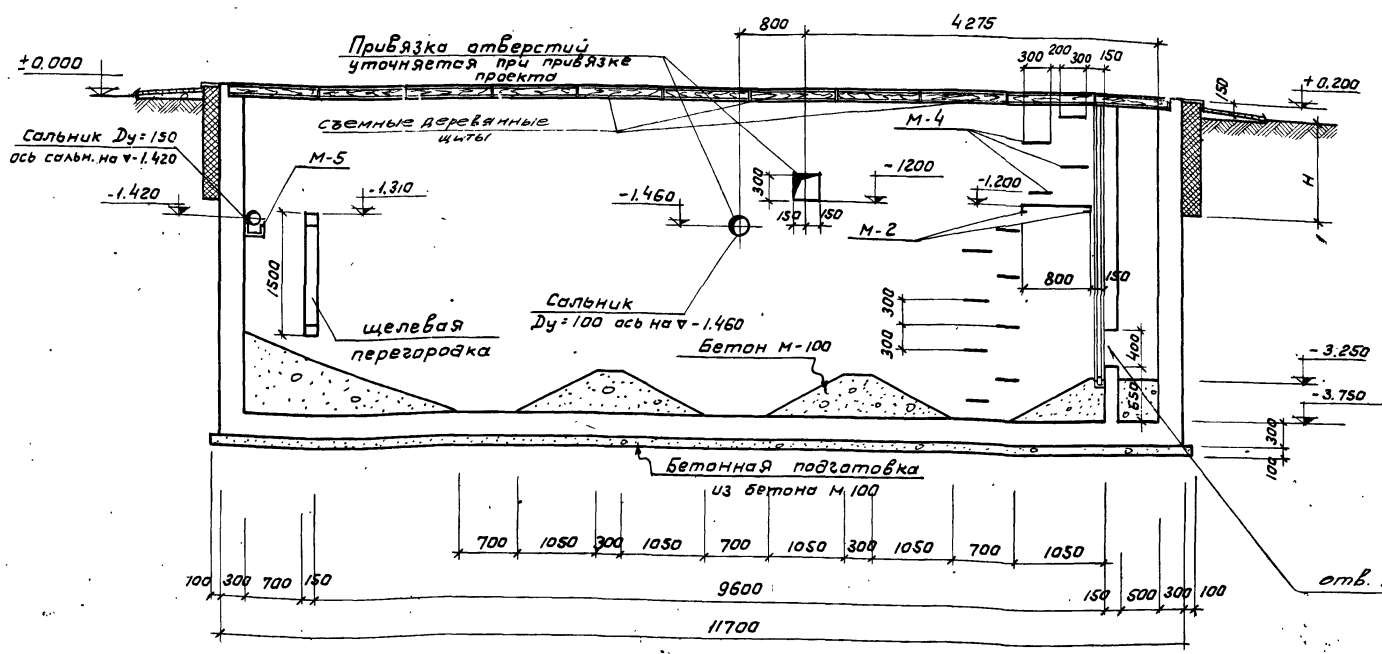 800
4275
Привязка отверстий
уточняется при привязке
проекта
300
200
300
150
±0.000
+0.200
150
съемные деревянные
щиты
М-4
Сальник Dу=150
ось сальн. на ▽-1.420
М-5
-1.420
-1.310
-1.460
300
-1200
-1.200
150
150
М-2
H
1500
800
150
щелевая
перегородка
Сальник
Dу=100 ось на ▽-1.460
300
300
Бетон М-100
400
-3.250
650
-3.750
300
100
Бетонная подготовка
из бетона М 100
700
1050
300
1050
700
1050
300
1050
700
1050
100
300
700
150
9600
150
500
300
100
отв.
11700